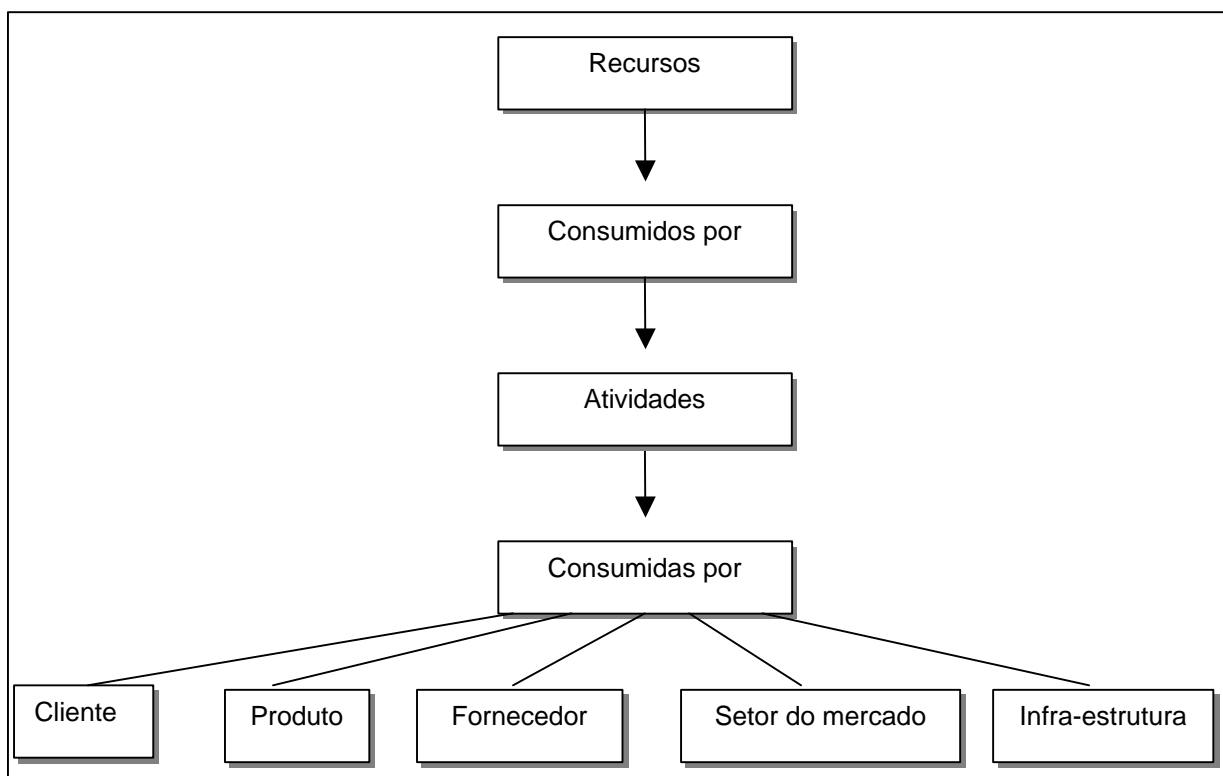 Recursos
Consumidos por
Atividades
Consumidas por
Cliente
Produto
Fornecedor
Setor do mercado
Infra-estrutura